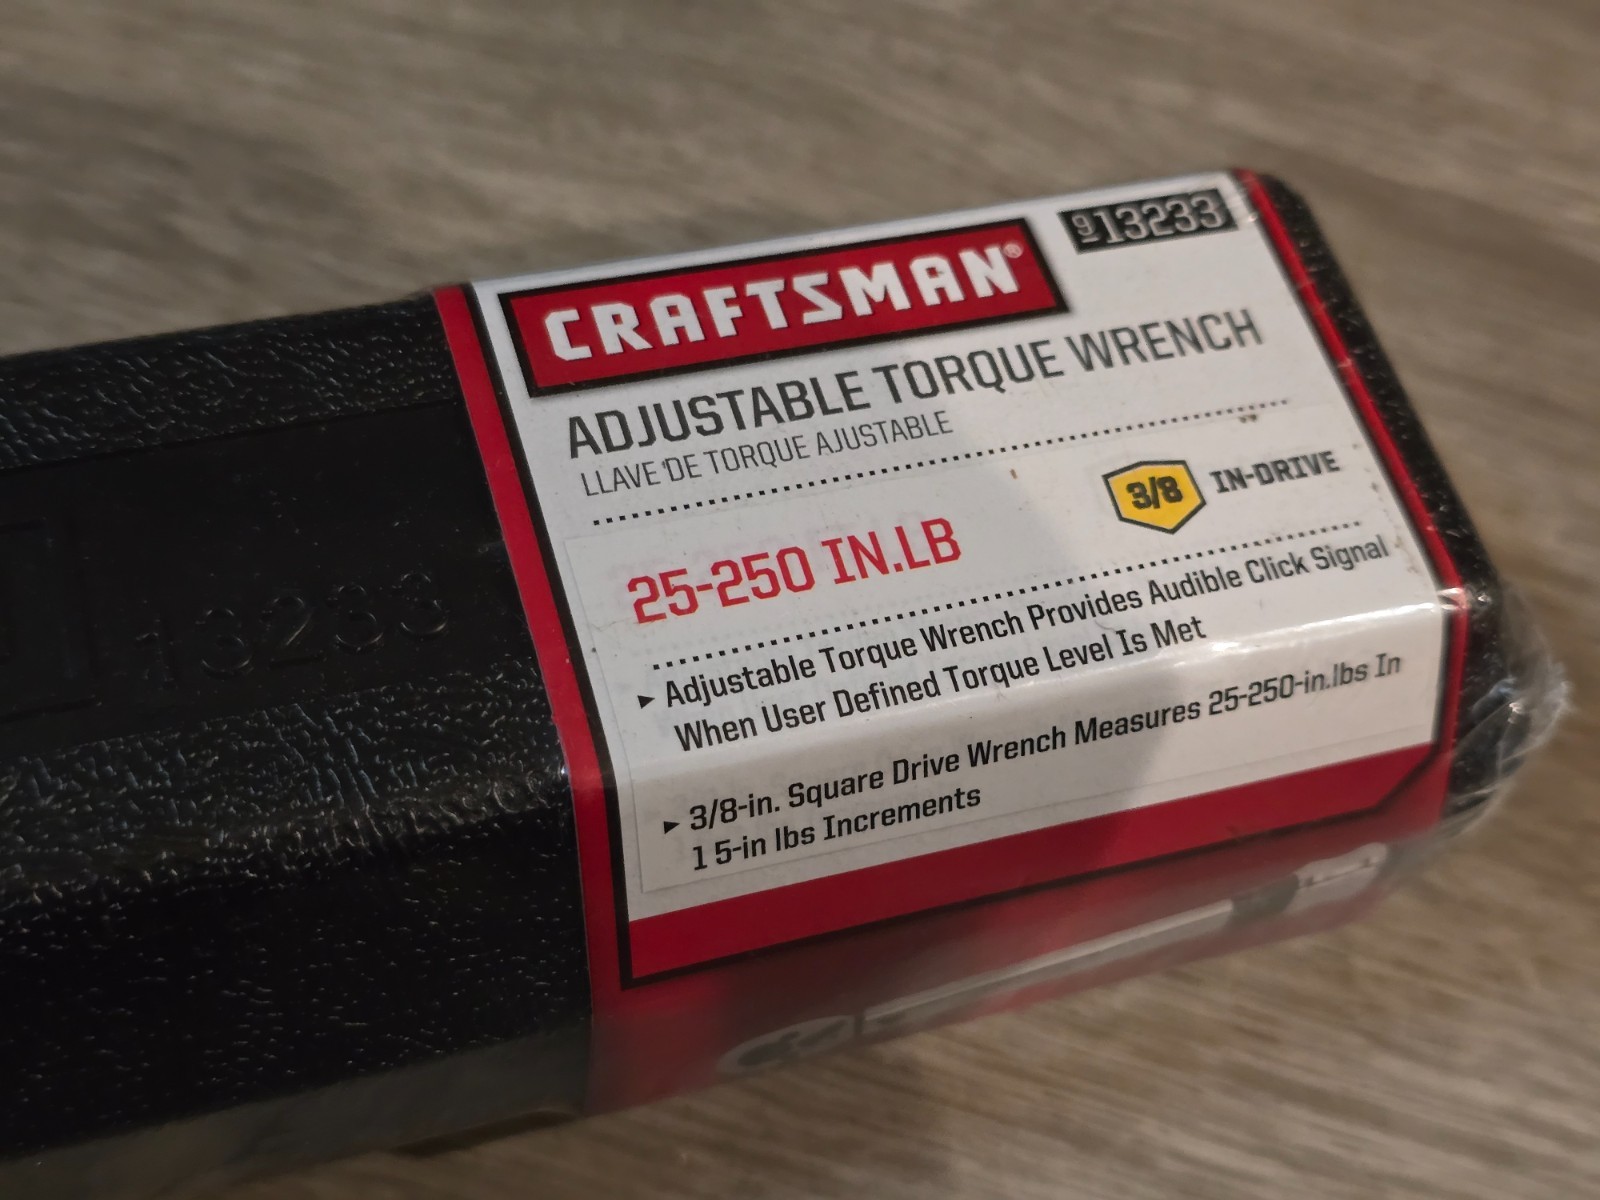 CRAFTSMAN®
913233
ADJUSTABLE TORQUE WRENCH
LLAVE DE TORQUE AJUSTABLE
25-250 IN.LB
3/8 IN-DRIVE
▸ Adjustable Torque Wrench Provides Audible Click Signal
When User Defined Torque Level Is Met
▸ 3/8-in. Square Drive Wrench Measures 25-250-in.lbs In
1 5-in lbs Increments
13233